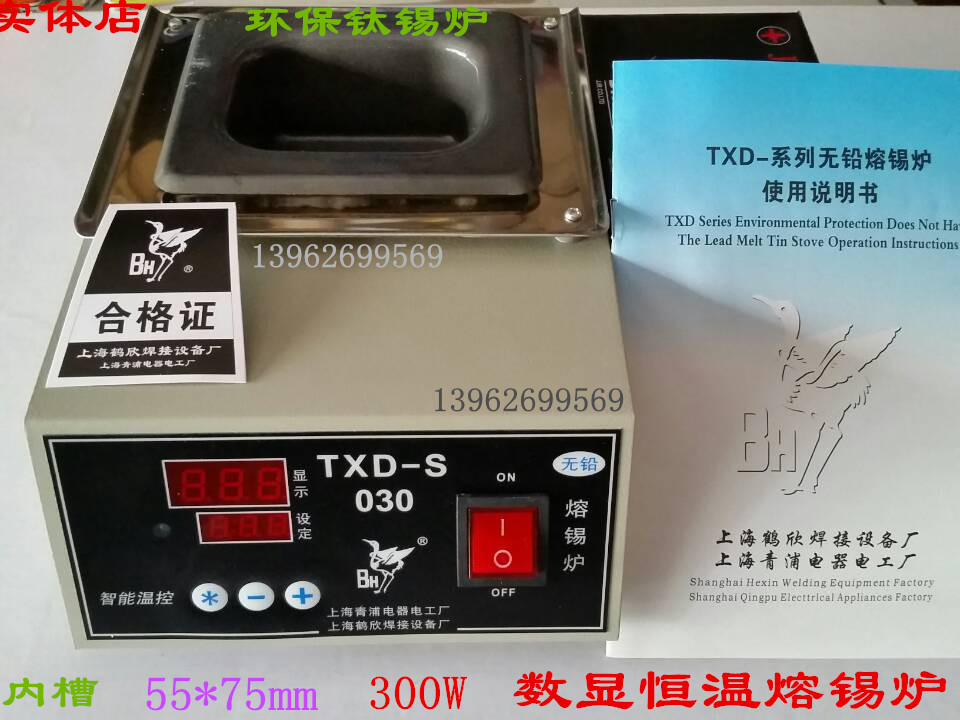 实体店
环保钛锡炉
TXD-系列无铅熔锡炉
使用说明书
TXD Series Environmental Protection Does Not Hav
The Lead Melt Tin Stove Operation Instructions
BH
上海鹤欣焊接设备厂
上海青浦电器电工厂
Shanghai Hexin Welding Equipment Factory
Shanghai Qingpu Electtrical Appliances Factory
BH ®
合格证
上海鹤欣焊接设备厂
上海青浦电器电工厂
13962699569
13962699569
TXD-S
030
显示
设定
BH ®
智能温控
* - +
上海青浦电器电工厂
上海鹤欣焊接设备厂
无铅
ON
OFF
熔锡炉
内槽 55*75mm 300W 数显恒温熔锡炉